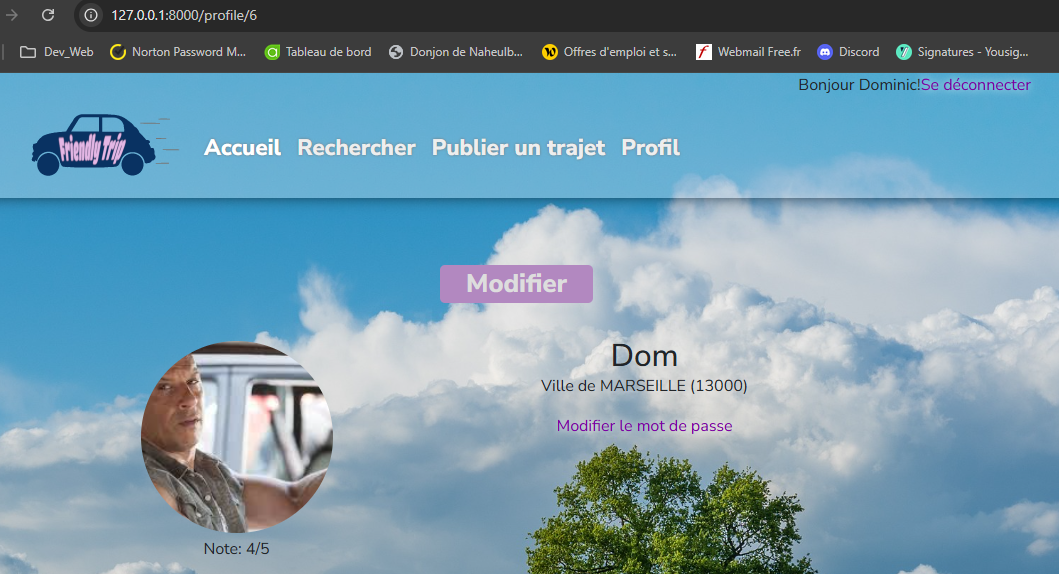 127.0.0.1:8000/profile/6
Dev_Web Norton Password M... Tableau de bord Donjon de Naheulb... Offres d'emploi et s... Webmail Free.fr Discord Signatures - Yousig...
Bonjour Dominic!Se déconnecter
Friendly Trip
Accueil Rechercher Publier un trajet Profil
Modifier
Dom
Ville de MARSEILLE (13000)
Modifier le mot de passe
Note: 4/5